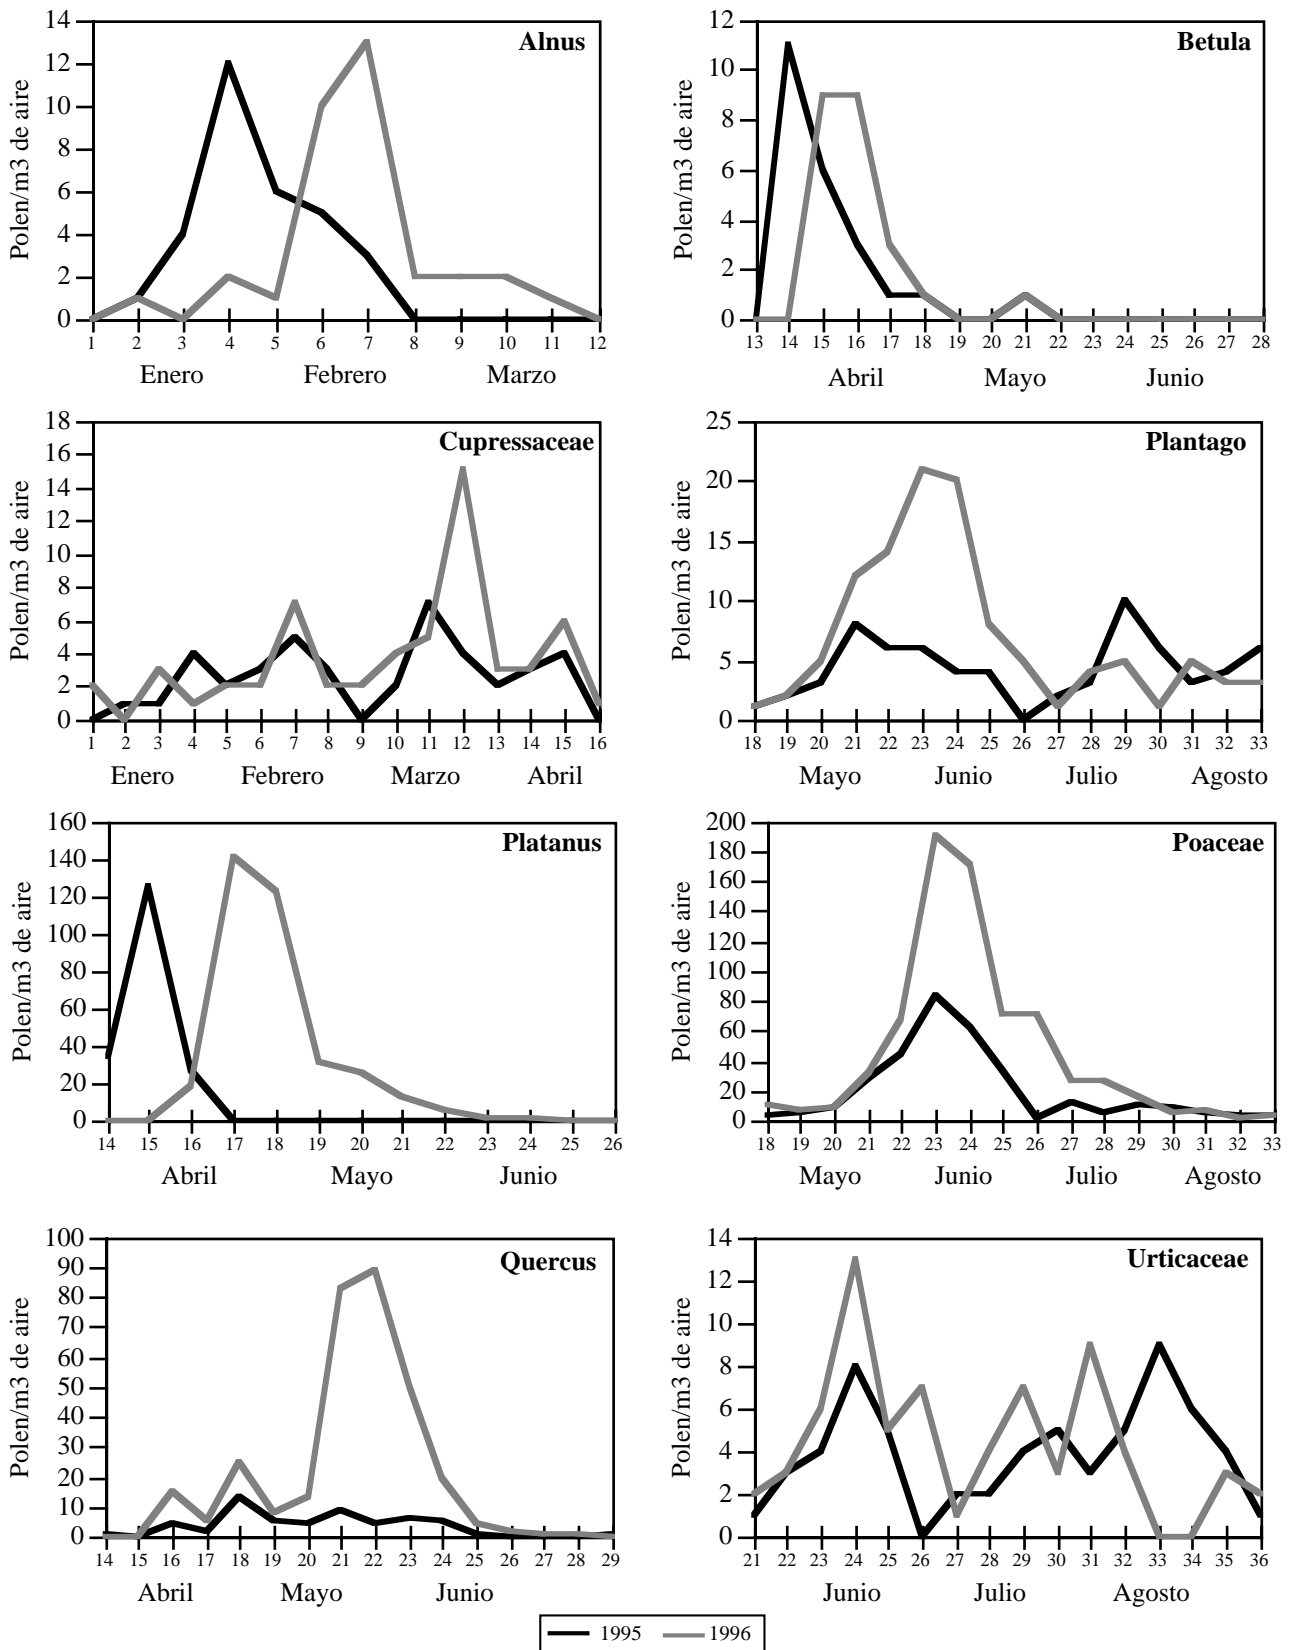 Alnus
Polen/m3 de aire
14
12
10
8
6
4
2
0
1 2 3 4 5 6 7 8 9 10 11 12
Enero Febrero Marzo
Betula
Polen/m3 de aire
12
10
8
6
4
2
0
13 14 15 16 17 18 19 20 21 22 23 24 25 26 27 28
Abril Mayo Junio
Cupressaceae
Polen/m3 de aire
18
16
14
12
10
8
6
4
2
0
1 2 3 4 5 6 7 8 9 10 11 12 13 14 15 16
Enero Febrero Marzo Abril
Plantago
Polen/m3 de aire
25
20
15
10
5
0
18 19 20 21 22 23 24 25 26 27 28 29 30 31 32 33
Mayo Junio Julio Agosto
Platanus
Polen/m3 de aire
160
140
120
100
80
60
40
20
0
14 15 16 17 18 19 20 21 22 23 24 25 26
Abril Mayo Junio
Poaceae
Polen/m3 de aire
200
180
160
140
120
100
80
60
40
20
0
18 19 20 21 22 23 24 25 26 27 28 29 30 31 32 33
Mayo Junio Julio Agosto
Quercus
Polen/m3 de aire
100
90
80
70
60
50
40
30
20
10
0
14 15 16 17 18 19 20 21 22 23 24 25 26 27 28 29
Abril Mayo Junio
Urticaceae
Polen/m3 de aire
14
12
10
8
6
4
2
0
21 22 23 24 25 26 27 28 29 30 31 32 33 34 35 36
Junio Julio Agosto
1995 1996